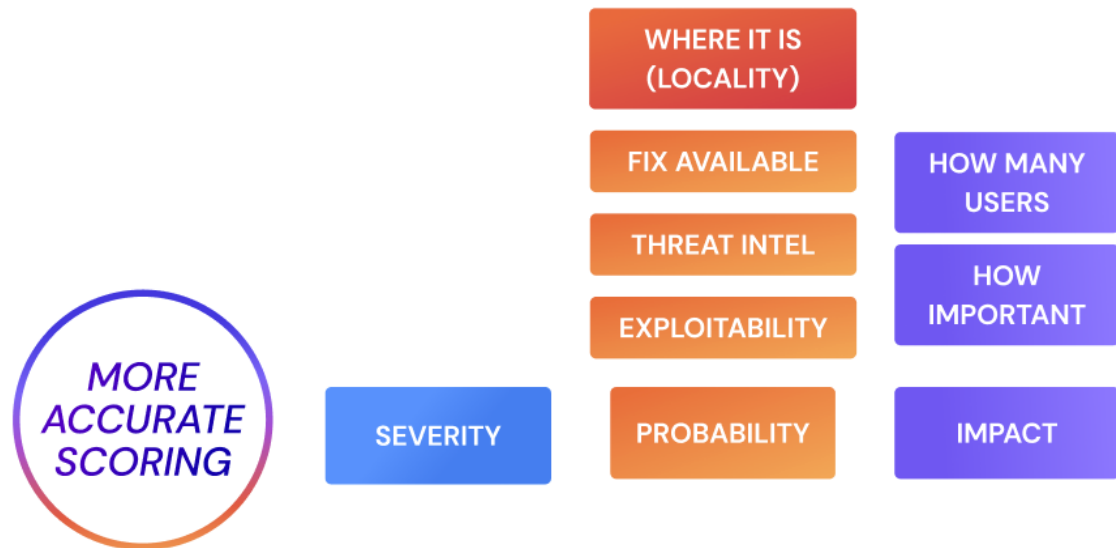 WHERE IT IS
(LOCALITY)
FIX AVAILABLE
HOW MANY
USERS
THREAT INTEL
HOW
IMPORTANT
EXPLOITABILITY
MORE
ACCURATE
SCORING
SEVERITY
PROBABILITY
IMPACT